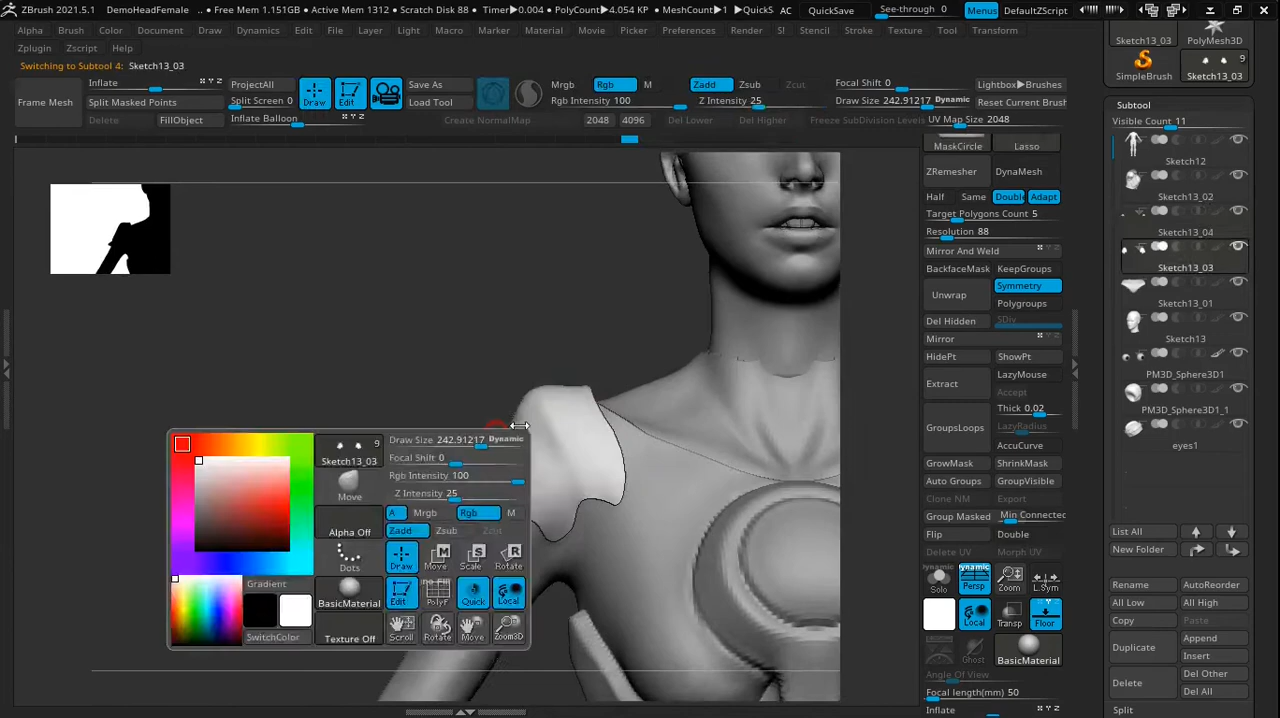 ZBrush 2021.5.1 DemoHeadFemale .. • Free Mem 1.151GB • Active Mem 1312 • Scratch Disk 88 • Timer▸0.004 • PolyCount▸4.054 KP • MeshCount▸1 ▸QuickS AC QuickSave See-through 0 Menus DefaultZScript
Alpha Brush Color Document Draw Dynamics Edit File Layer Light Macro Marker Material Movie Picker Preferences Render Sl Stencil Stroke Texture Tool Transform
Zplugin Zscript Help
Switching to Subtool 4: Sketch13_03
Frame Mesh
Inflate
Split Masked Points
Delete FillObject
ProjectAll
Split Screen 0
Inflate Balloon
Draw Edit
Save As
Load Tool
Create NormalMap
Mrgb Rgb M
Rgb Intensity 100
2048 4096
Zadd Zsub Zcut
Z Intensity 25
Del Lower Del Higher
Focal Shift 0
Draw Size 242.91217 Dynamic
Freeze SubDivision Levels
Lightbox▸Brushes
Reset Current Brush
UV Map Size 2048
Sketch13_03 PolyMesh3D
9
SimpleBrush Sketch13_03
MaskCircle Lasso
ZRemesher DynaMesh
Half Same Double Adapt
Target Polygons Count 5
Resolution 88
Mirror And Weld
BackfaceMask KeepGroups
Unwrap Symmetry
Polygroups
Del Hidden SDiv
Mirror
HidePt ShowPt
Extract LazyMouse
Accept
Thick 0.02
GroupsLoops LazyRadius
AccuCurve
GrowMask ShrinkMask
Auto Groups GroupVisible
Clone NM Export
Group Masked Min Connected
Flip Double
Delete UV Morph UV
Dynamic
Solo Persp Zoom L.Sym
Local Transp Floor
Ghost BasicMaterial
Angle Of View
Focal length(mm) 50
Inflate
Subtool
Visible Count 11
Sketch12
Sketch13_02
Sketch13_04
Sketch13_03
Sketch13_01
Sketch13
PM3D_Sphere3D1
PM3D_Sphere3D1_1
eyes1
List All
New Folder
Rename AutoReorder
All Low All High
Copy Paste
Duplicate Append
Insert
Delete Del Other
Del All
Split
9
Sketch13_03
Move
Alpha Off
Dots
BasicMaterial
Texture Off
Gradient
SwitchColor
Draw Size 242.91217 Dynamic
Focal Shift 0
Rgb Intensity 100
Z Intensity 25
A Mrgb Rgb M
Zadd Zsub Zcut
Draw Move Scale Rotate
Edit PolyF Quick Local
Scroll Rotate Move Zoom3D